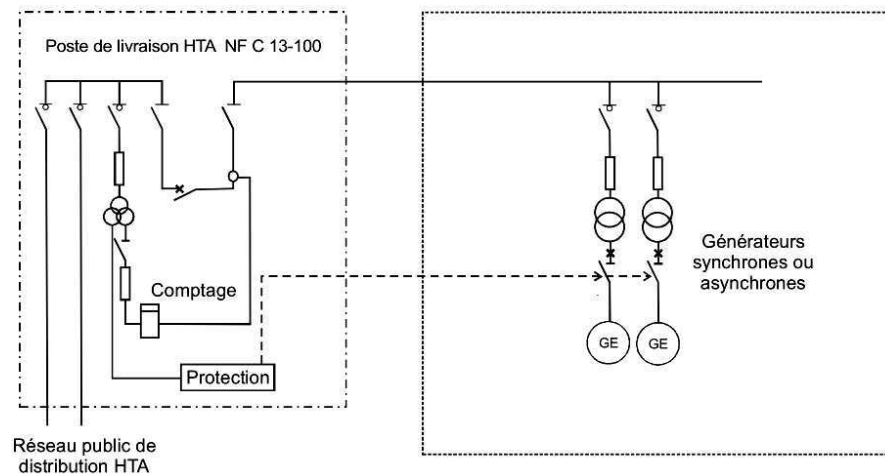 Poste de livraison HTA NF C 13-100
Comptage
Protection
Réseau public de
distribution HTA
Générateurs
synchrones ou
asynchrones
GE
GE